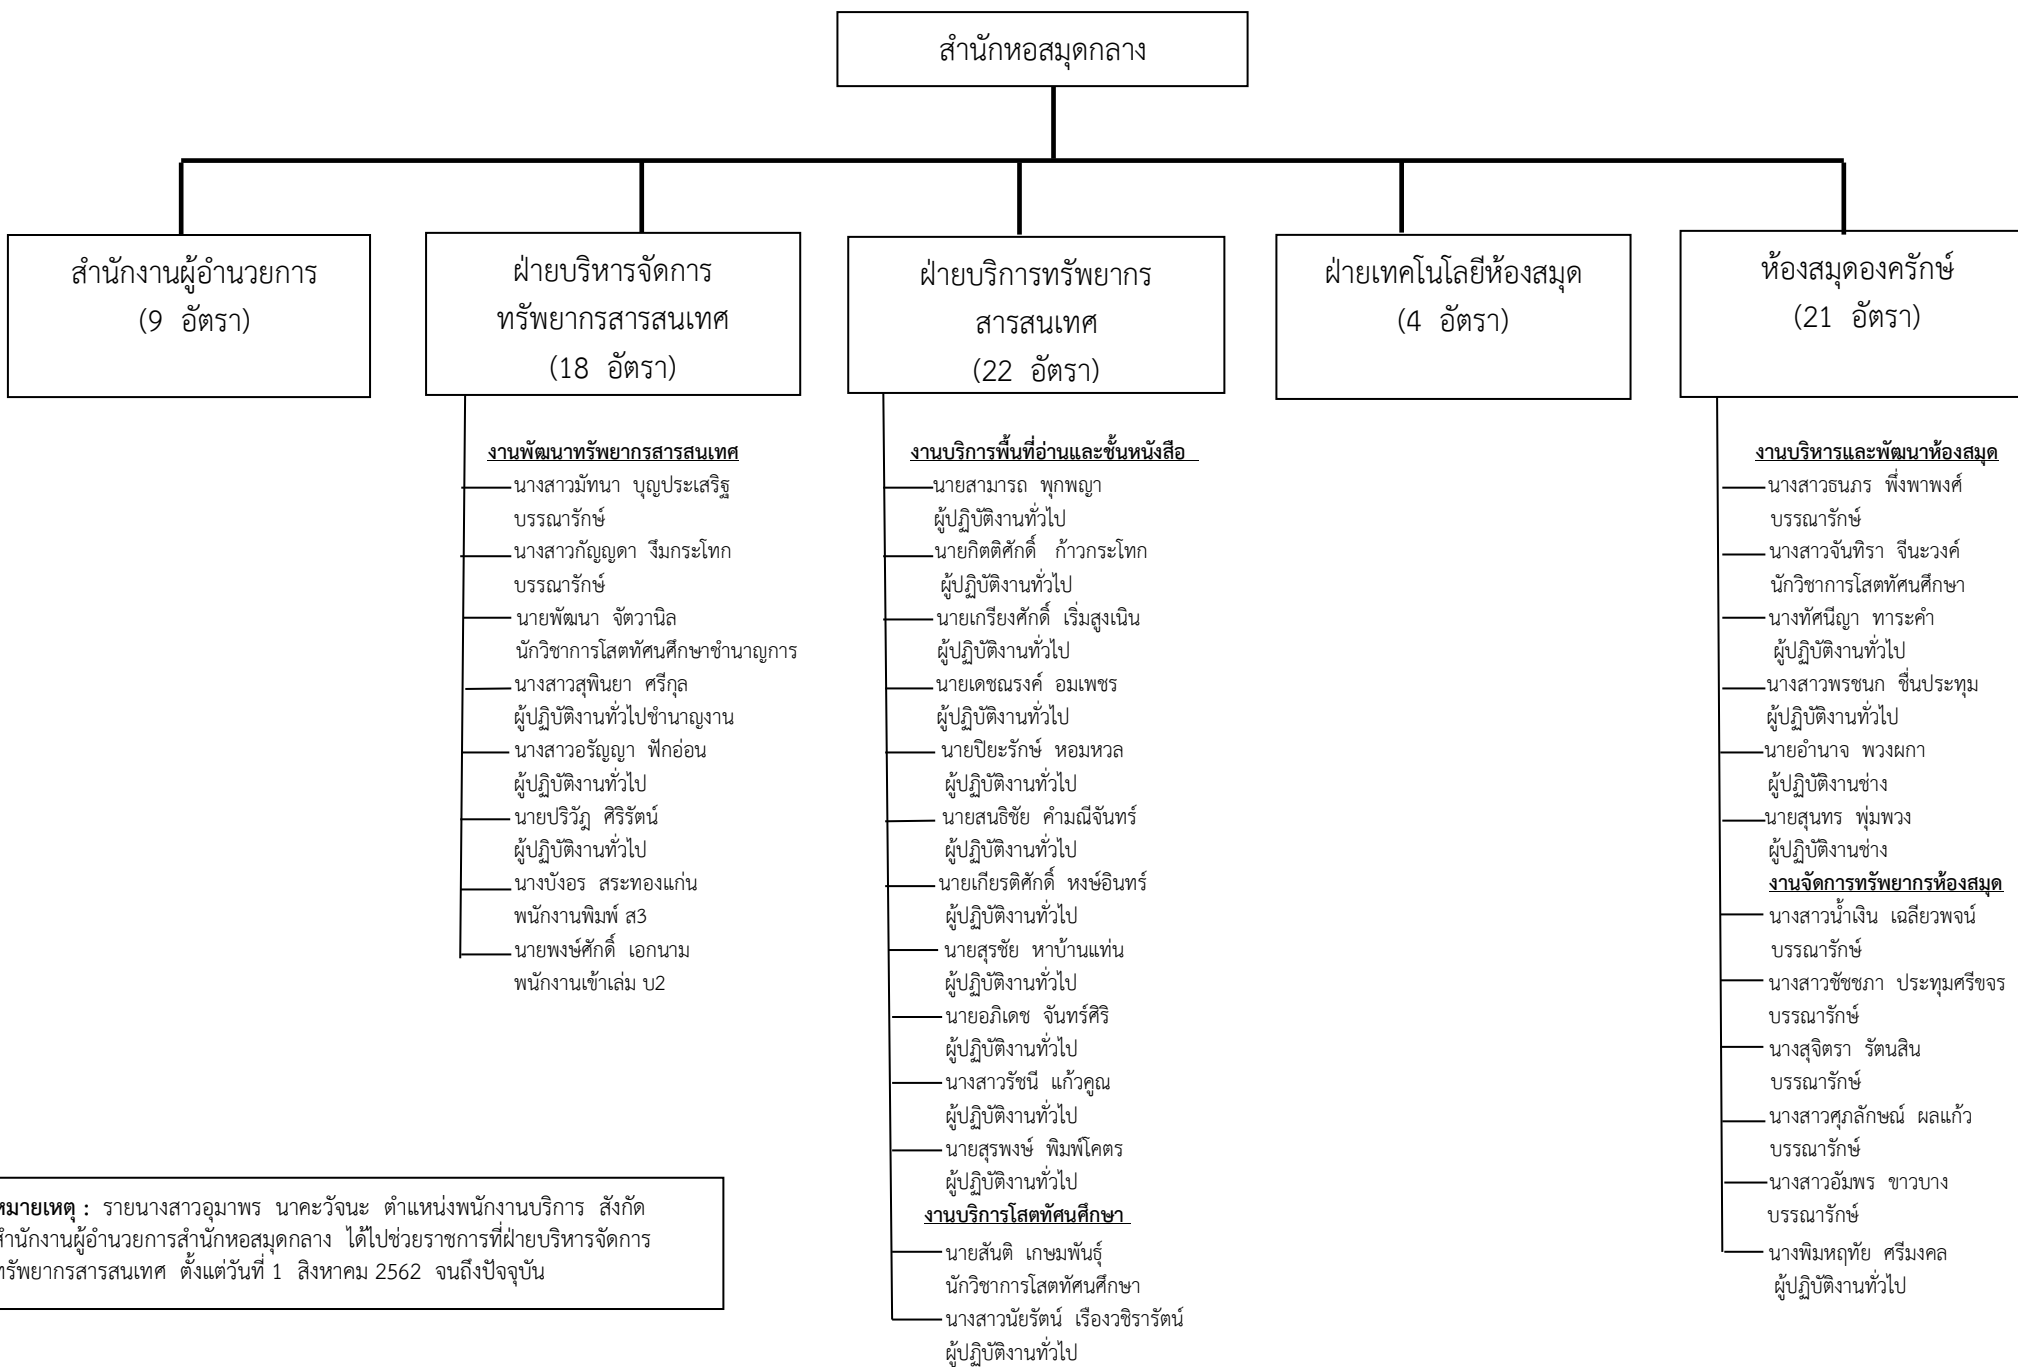 สำนักหอสมุดกลาง
สำนักงานผู้อำนวยการ
(9 อัตรา)
ฝ่ายบริหารจัดการ
ทรัพยากรสารสนเทศ
(18 อัตรา)
ฝ่ายบริการทรัพยากร
สารสนเทศ
(22 อัตรา)
ฝ่ายเทคโนโลยีห้องสมุด
(4 อัตรา)
ห้องสมุดองครักษ์
(21 อัตรา)
งานพัฒนาทรัพยากรสารสนเทศ
นางสาวมัทนา บุญประเสริฐ
บรรณารักษ์
นางสาวกัญญดา งึมกระโทก
บรรณารักษ์
นายพัฒนา จัตวานิล
นักวิชาการโสตทัศนศึกษาชำนาญการ
นางสาวสุพินยา ศรีกุล
ผู้ปฏิบัติงานทั่วไปชำนาญงาน
นางสาวอรัญญา ฟักอ่อน
ผู้ปฏิบัติงานทั่วไป
นายปริวัฎ ศิริรัตน์
ผู้ปฏิบัติงานทั่วไป
นางบังอร สระทองแก่น
พนักงานพิมพ์ ส3
นายพงษ์ศักดิ์ เอกนาม
พนักงานเข้าเล่ม บ2
งานบริการพื้นที่อ่านและชั้นหนังสือ
นายสามารถ พุกพญา
ผู้ปฏิบัติงานทั่วไป
นายกิตติศักดิ์ ก้าวกระโทก
ผู้ปฏิบัติงานทั่วไป
นายเกรียงศักดิ์ เริ่มสูงเนิน
ผู้ปฏิบัติงานทั่วไป
นายเดชณรงค์ อมเพชร
ผู้ปฏิบัติงานทั่วไป
นายปิยะรักษ์ หอมหวล
ผู้ปฏิบัติงานทั่วไป
นายสนธิชัย คำมณีจันทร์
ผู้ปฏิบัติงานทั่วไป
นายเกียรติศักดิ์ หงษ์อินทร์
ผู้ปฏิบัติงานทั่วไป
นายสุรชัย หาบ้านแท่น
ผู้ปฏิบัติงานทั่วไป
นายอภิเดช จันทร์ศิริ
ผู้ปฏิบัติงานทั่วไป
นางสาวรัชนี แก้วคูณ
ผู้ปฏิบัติงานทั่วไป
นายสุรพงษ์ พิมพ์โคตร
ผู้ปฏิบัติงานทั่วไป
งานบริการโสตทัศนศึกษา
นายสันติ เกษมพันธุ์
นักวิชาการโสตทัศนศึกษา
นางสาวนัยรัตน์ เรืองวชิรารัตน์
ผู้ปฏิบัติงานทั่วไป
งานบริหารและพัฒนาห้องสมุด
นางสาวธนภร พึ่งพาพงศ์
บรรณารักษ์
นางสาวจันทิรา จีนะวงค์
นักวิชาการโสตทัศนศึกษา
นางทัศนีญา ทาระคำ
ผู้ปฏิบัติงานทั่วไป
นางสาวพรชนก ชื่นประทุม
ผู้ปฏิบัติงานทั่วไป
นายอำนาจ พวงผกา
ผู้ปฏิบัติงานช่าง
นายสุนทร พุ่มพวง
ผู้ปฏิบัติงานช่าง
งานจัดการทรัพยากรห้องสมุด
นางสาวน้ำเงิน เฉลียวพจน์
บรรณารักษ์
นางสาวชัชชภา ประทุมศรีขจร
บรรณารักษ์
นางสุจิตรา รัตนสิน
บรรณารักษ์
นางสาวศุภลักษณ์ ผลแก้ว
บรรณารักษ์
นางสาวอัมพร ขาวบาง
บรรณารักษ์
นางพิมหฤทัย ศรีมงคล
ผู้ปฏิบัติงานทั่วไป
หมายเหตุ : รายนางสาวอุมาพร นาคะวัจนะ ตำแหน่งพนักงานบริการ สังกัด
สำนักงานผู้อำนวยการสำนักหอสมุดกลาง ได้ไปช่วยราชการที่ฝ่ายบริหารจัดการ
ทรัพยากรสารสนเทศ ตั้งแต่วันที่ 1 สิงหาคม 2562 จนถึงปัจจุบัน